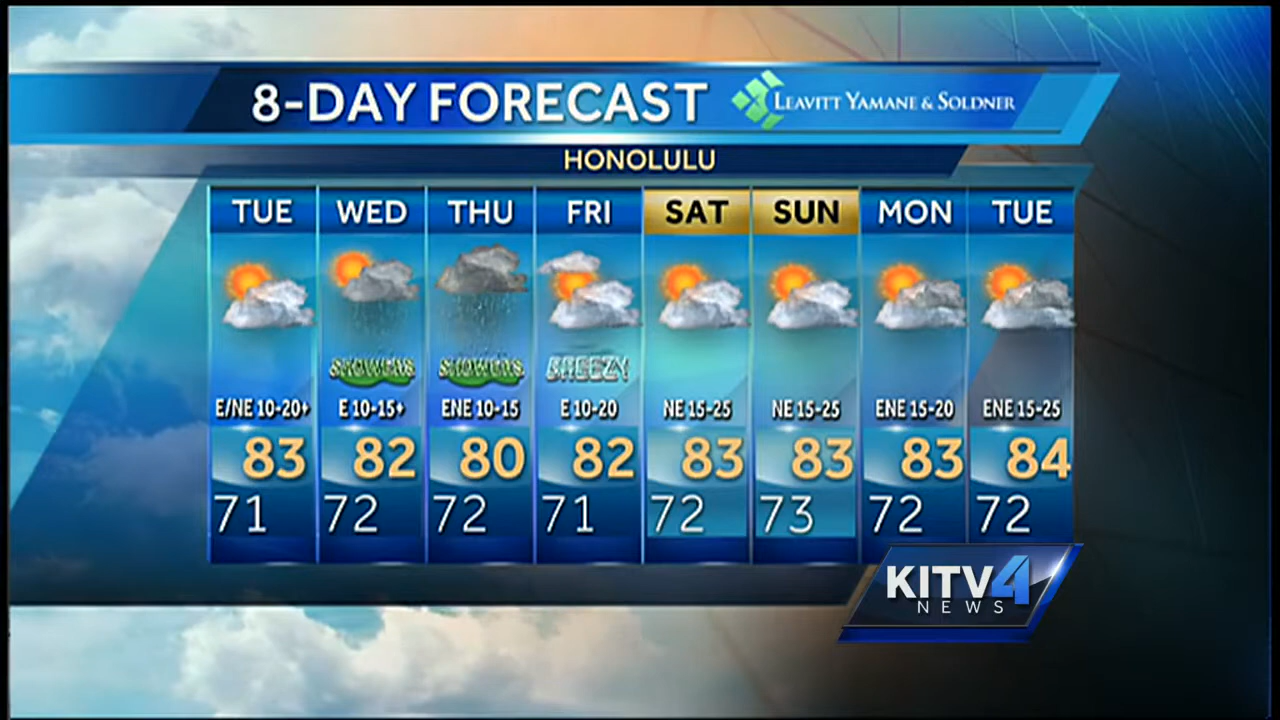 8-DAY FORECAST LEAVITT YAMANE & SOLDNER
HONOLULU
TUE WED THU FRI SAT SUN MON TUE
SHOWERS SHOWERS BREEZY
E/NE 10-20+ E 10-15+ ENE 10-15 E 10-20 NE 15-25 NE 15-25 ENE 15-20 ENE 15-25
83 82 80 82 83 83 83 84
71 72 72 71 72 73 72 72
KITV4
NEWS